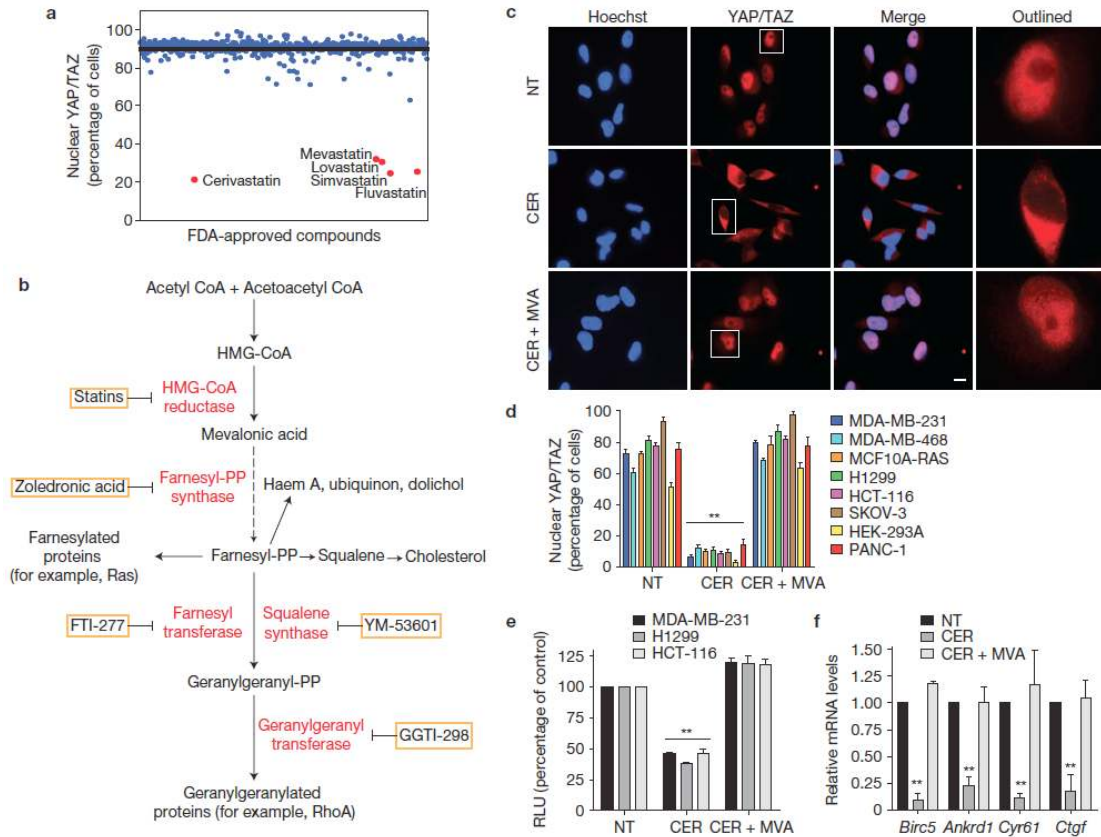 a
Nuclear YAP/TAZ
(percentage of cells)
100
80
60
40
20
0
Mevastatin
Lovastatin
Simvastatin
Fluvastatin
Cerivastatin
FDA-approved compounds
b
Acetyl CoA + Acetoacetyl CoA
HMG-CoA
Statins
HMG-CoA
reductase
Mevalonic acid
Zoledronic acid
Farnesyl-PP
synthase
Haem A, ubiquinon, dolichol
Farnesylated
proteins
(for example, Ras)
Farnesyl-PP
Squalene
Cholesterol
FTI-277
Farnesyl
transferase
Squalene
synthase
YM-53601
Geranylgeranyl-PP
Geranylgeranyl
transferase
GGTI-298
Geranylgeranylated
proteins (for example, RhoA)
c
Hoechst
YAP/TAZ
Merge
Outlined
NT
CER
CER + MVA
d
Nuclear YAP/TAZ
(percentage of cells)
100
80
60
40
20
0
**
NT
CER
CER + MVA
MDA-MB-231
MDA-MB-468
MCF10A-RAS
H1299
HCT-116
SKOV-3
HEK-293A
PANC-1
e
MDA-MB-231
H1299
HCT-116
RLU (percentage of control)
125
100
75
50
25
0
**
NT
CER
CER + MVA
f
NT
CER
CER + MVA
Relative mRNA levels
1.50
1.25
1.00
0.75
0.50
0.25
0
**
**
**
**
Birc5
Ankrd1
Cyr61
Ctgf